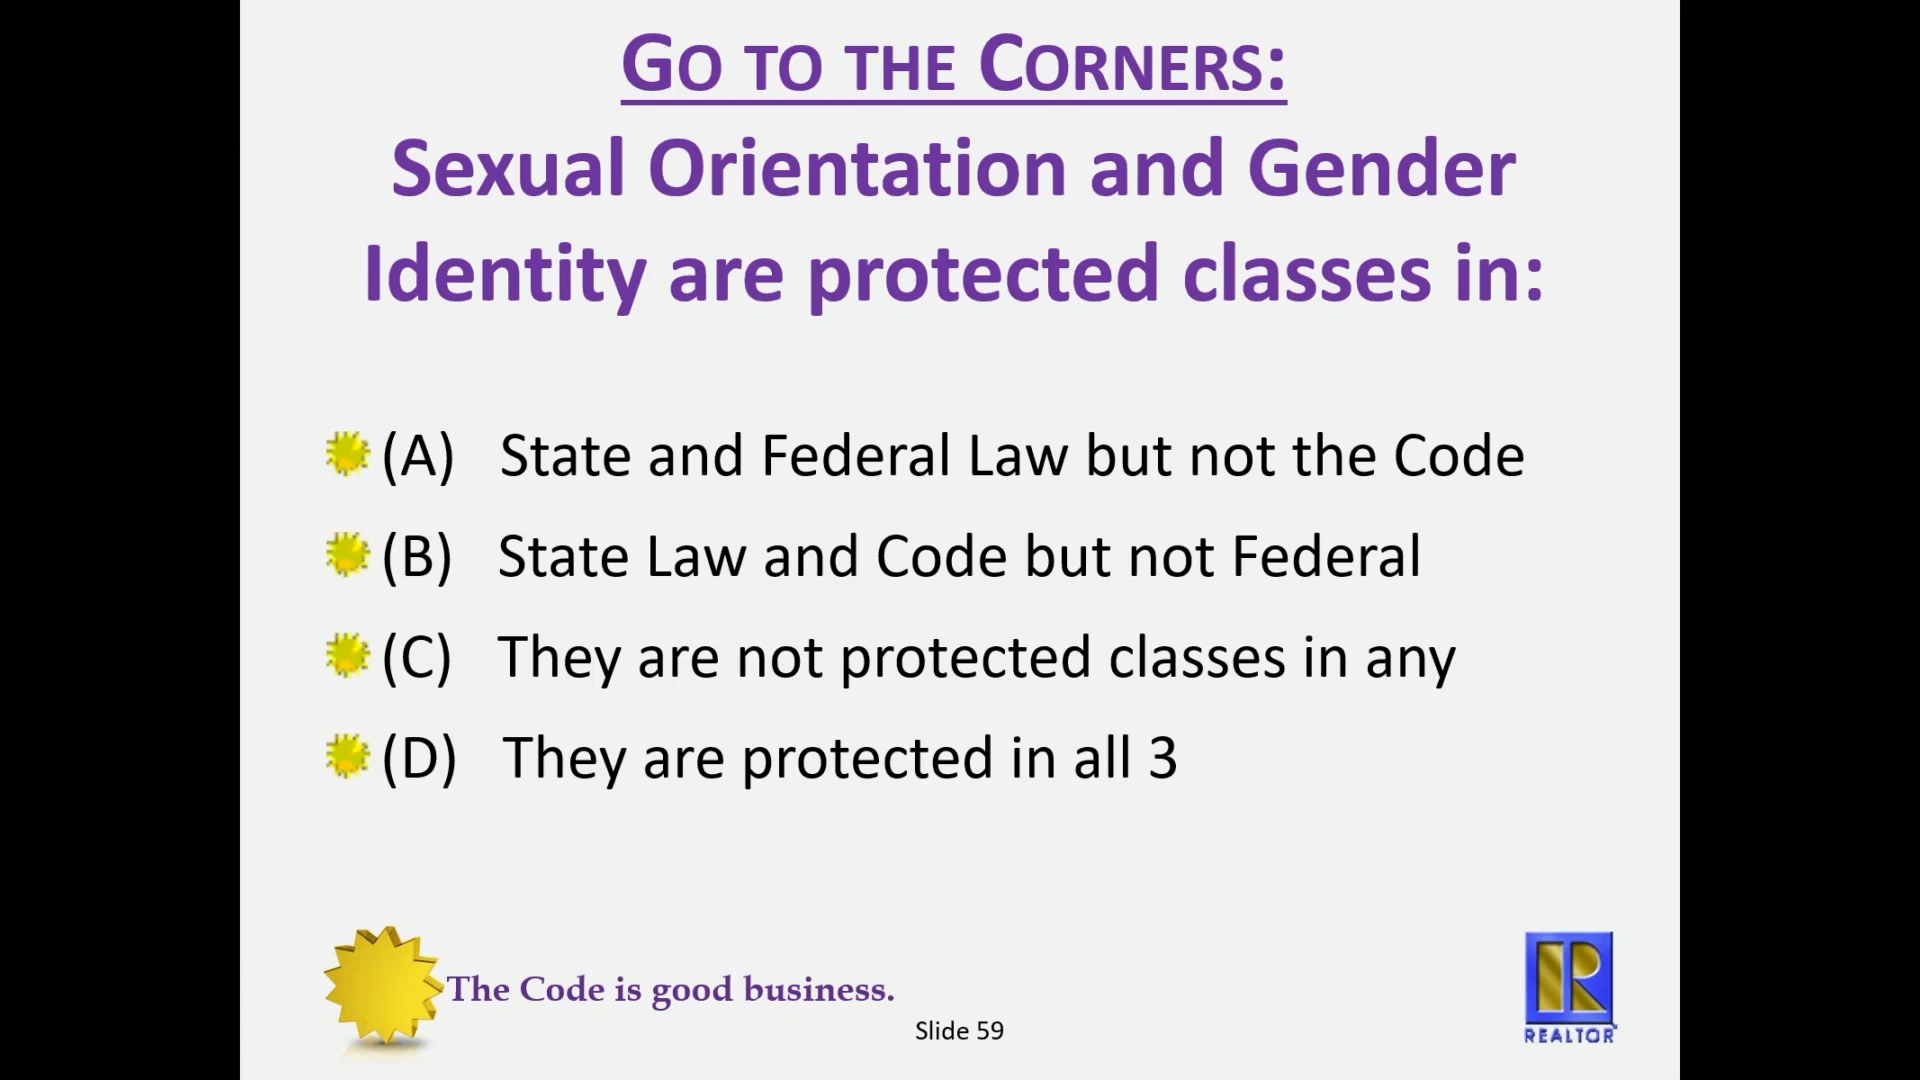 GO TO THE CORNERS:
Sexual Orientation and Gender
Identity are protected classes in:
(A) State and Federal Law but not the Code
(B) State Law and Code but not Federal
(C) They are not protected classes in any
(D) They are protected in all 3
The Code is good business.
Slide 59
R
REALTOR